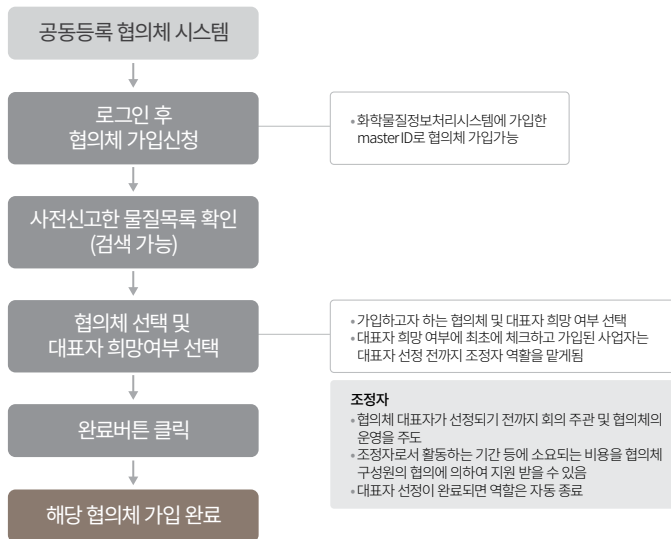 공동등록 협의체 시스템
로그인 후
협의체 가입신청
• 화학물질정보처리시스템에 가입한
master ID로 협의체 가입가능
사전신고한 물질목록 확인
(검색 가능)
협의체 선택 및
대표자 희망여부 선택
• 가입하고자 하는 협의체 및 대표자 희망 여부 선택
• 대표자 희망 여부에 최초에 체크하고 가입된 사업자는
대표자 선정 전까지 조정자 역활을 맡게됨
완료버튼 클릭
조정자
• 협의체 대표자가 선정되기 전까지 회의 주관 및 협의체의
운영을 주도
• 조정자로서 활동하는 기간 등에 소요되는 비용을 협의체
구성원의 협의에 의하여 지원 받을 수 있음
• 대표자 선정이 완료되면 역할은 자동 종료
해당 협의체 가입 완료